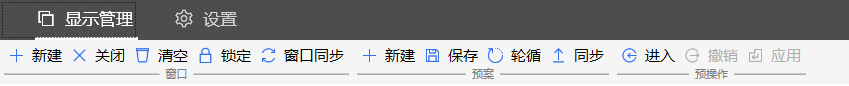 显示管理 设置
新建 关闭 清空 锁定 窗口同步 新建 保存 轮循 同步 进入 撤销 应用
窗口 预案 预操作